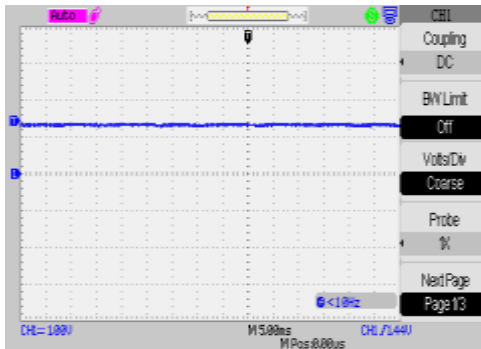 Auto
CH1
Coupling
DC
BW Limit
Off
Volts/Div
Coarse
Probe
1X
Next Page
Page 1/3
T
T
1
<10Hz
CH1=100V
M 5.00ms
CH1 / 144V
M Pos:0.00us